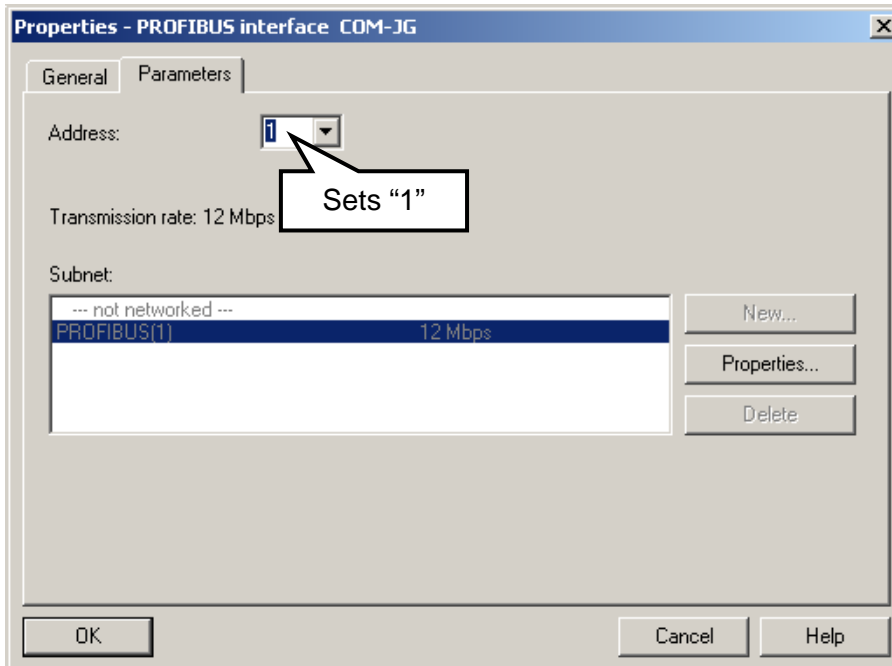 Properties - PROFIBUS interface COM-JG
General Parameters
Address: 1
Sets “1”
Transmission rate: 12 Mbps
Subnet:
--- not networked ---
PROFIBUS(1) 12 Mbps
New...
Properties...
Delete
OK Cancel Help